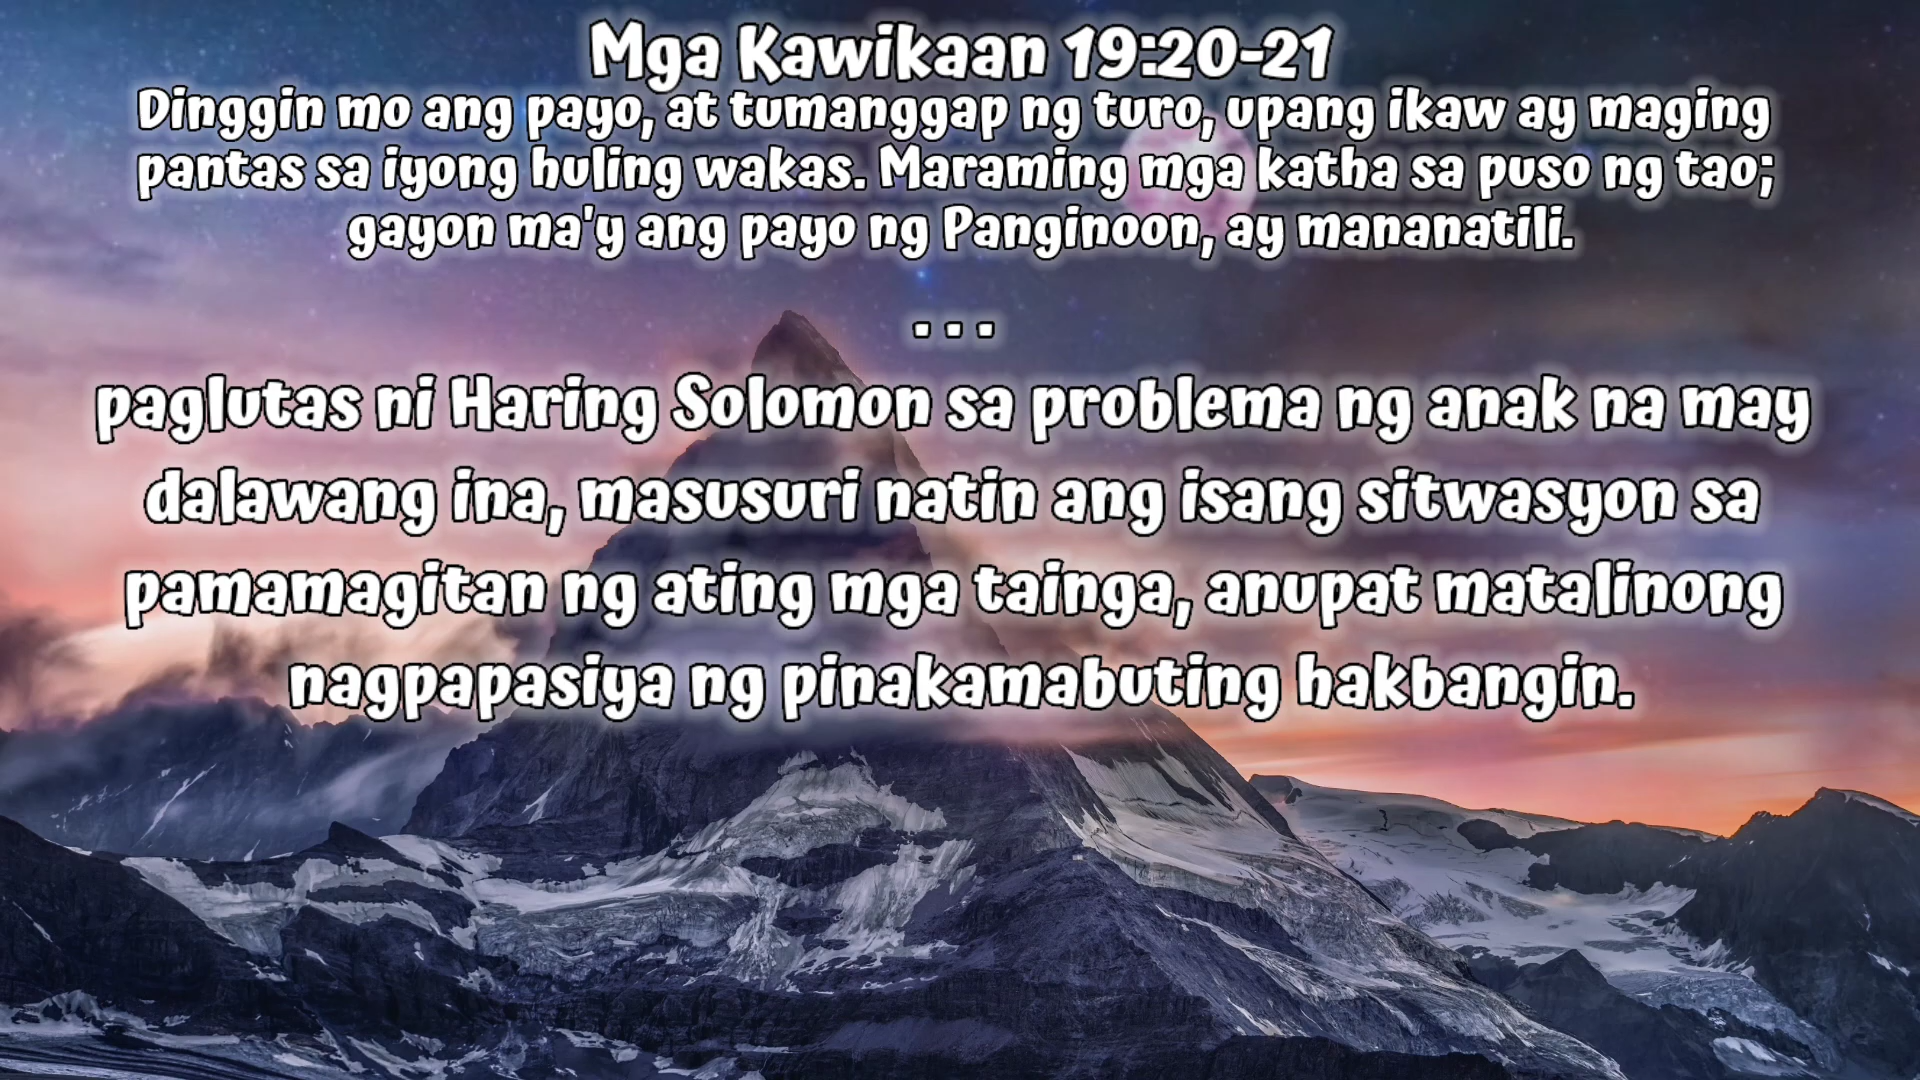 Mga Kawikaan 19:20-21
Dinggin mo ang payo, at tumanggap ng turo, upang ikaw ay maging
pantas sa iyong huling wakas. Maraming mga katha sa puso ng tao;
gayon ma'y ang payo ng Panginoon, ay mananatili.
...
paglutas ni Haring Solomon sa problema ng anak na may
dalawang ina, masusuri natin ang isang sitwasyon sa
pamamagitan ng ating mga tainga, anupat matalinong
nagpapasiya ng pinakamabuting hakbangin.